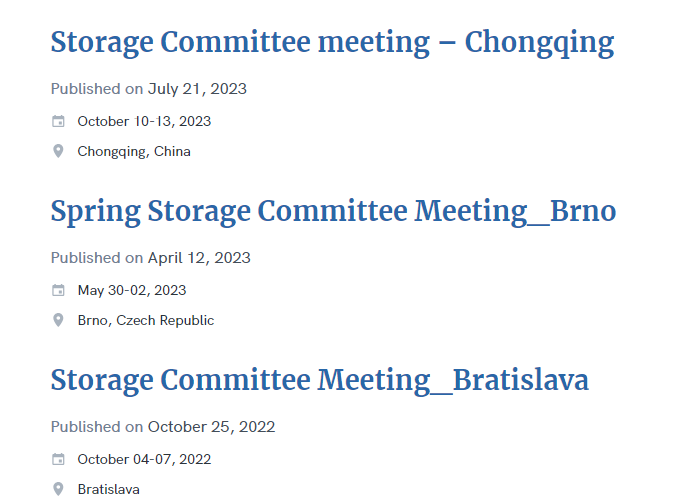 Storage Committee meeting – Chongqing
Published on July 21, 2023
October 10-13, 2023
Chongqing, China
Spring Storage Committee Meeting_Brno
Published on April 12, 2023
May 30-02, 2023
Brno, Czech Republic
Storage Committee Meeting_Bratislava
Published on October 25, 2022
October 04-07, 2022
Bratislava